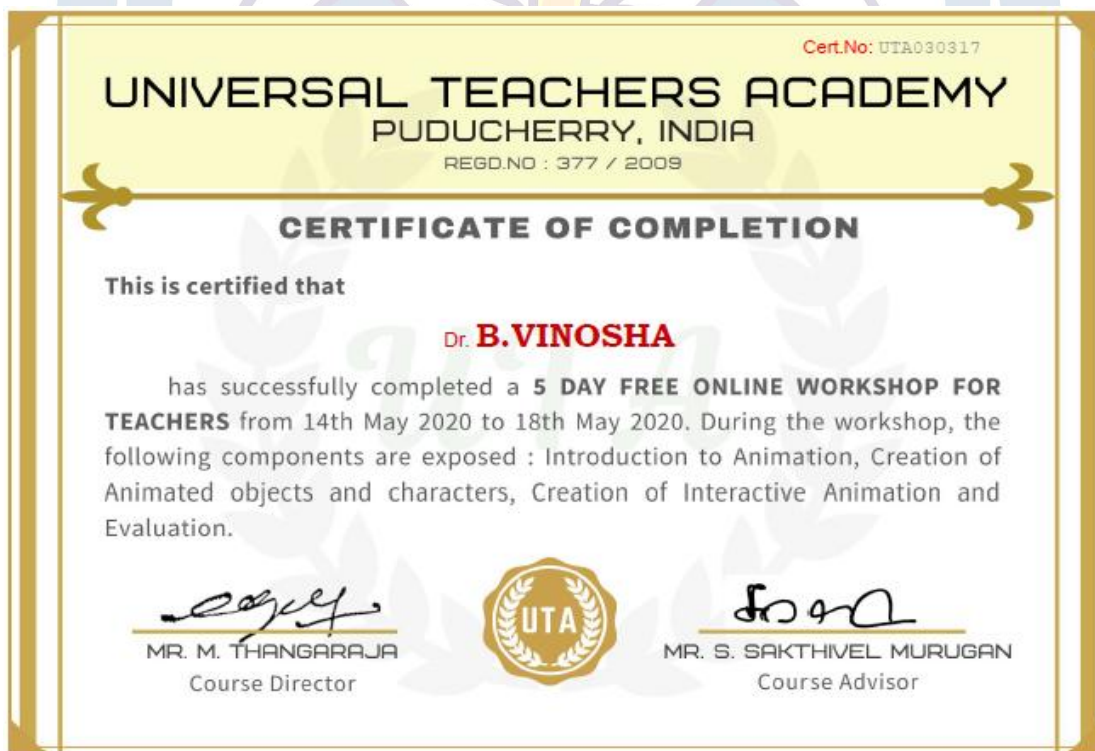 Cert.No: UTA030317
UNIVERSAL TEACHERS ACADEMY
PUDUCHERRY, INDIA
REGD.NO : 377 / 2009
CERTIFICATE OF COMPLETION
This is certified that
Dr. B.VINOSHA
has successfully completed a 5 DAY FREE ONLINE WORKSHOP FOR
TEACHERS from 14th May 2020 to 18th May 2020. During the workshop, the
following components are exposed : Introduction to Animation, Creation of
Animated objects and characters, Creation of Interactive Animation and
Evaluation.
UTA
UTA
MR. M. THANGARAJA
Course Director
MR. S. SAKTHIVEL MURUGAN
Course Advisor